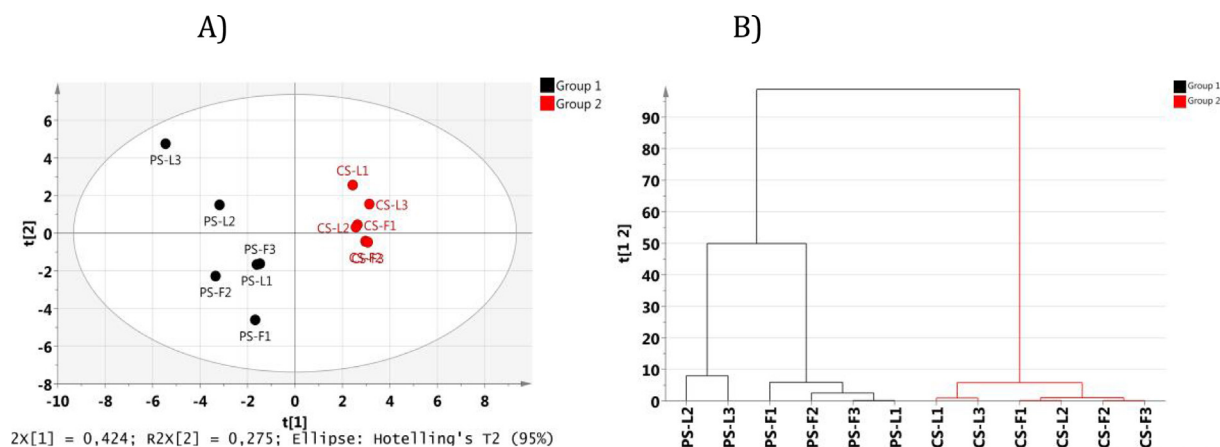 A)
B)
Group 1
Group 2
t[2]
6
4
2
0
-2
-4
-6
-8
-10
-8
-6
-4
-2
0
2
4
6
8
t[1]
PS-L3
PS-L2
PS-F3
PS-L1
PS-F2
PS-F1
CS-L1
CS-L3
CS-L2
CS-F1
2X[1] = 0,424; R2X[2] = 0,275; Ellipse: Hotelling's T2 (95%)
Group 1
Group 2
t[1 2]
90
80
70
60
50
40
30
20
10
0
PS-L2
PS-L3
PS-F1
PS-F2
PS-F3
PS-L1
CS-L1
CS-L3
CS-F1
CS-L2
CS-F2
CS-F3